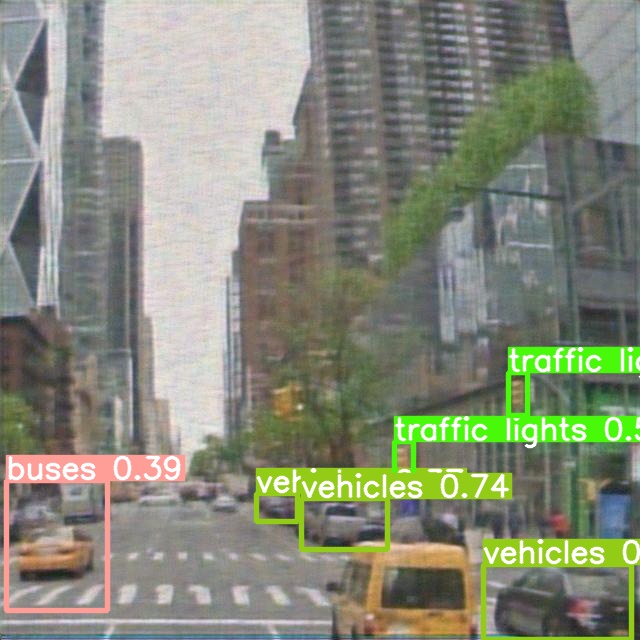 traffic li
traffic lights 0.5
buses 0.39
veh
vehicles 0.74
vehicles 0